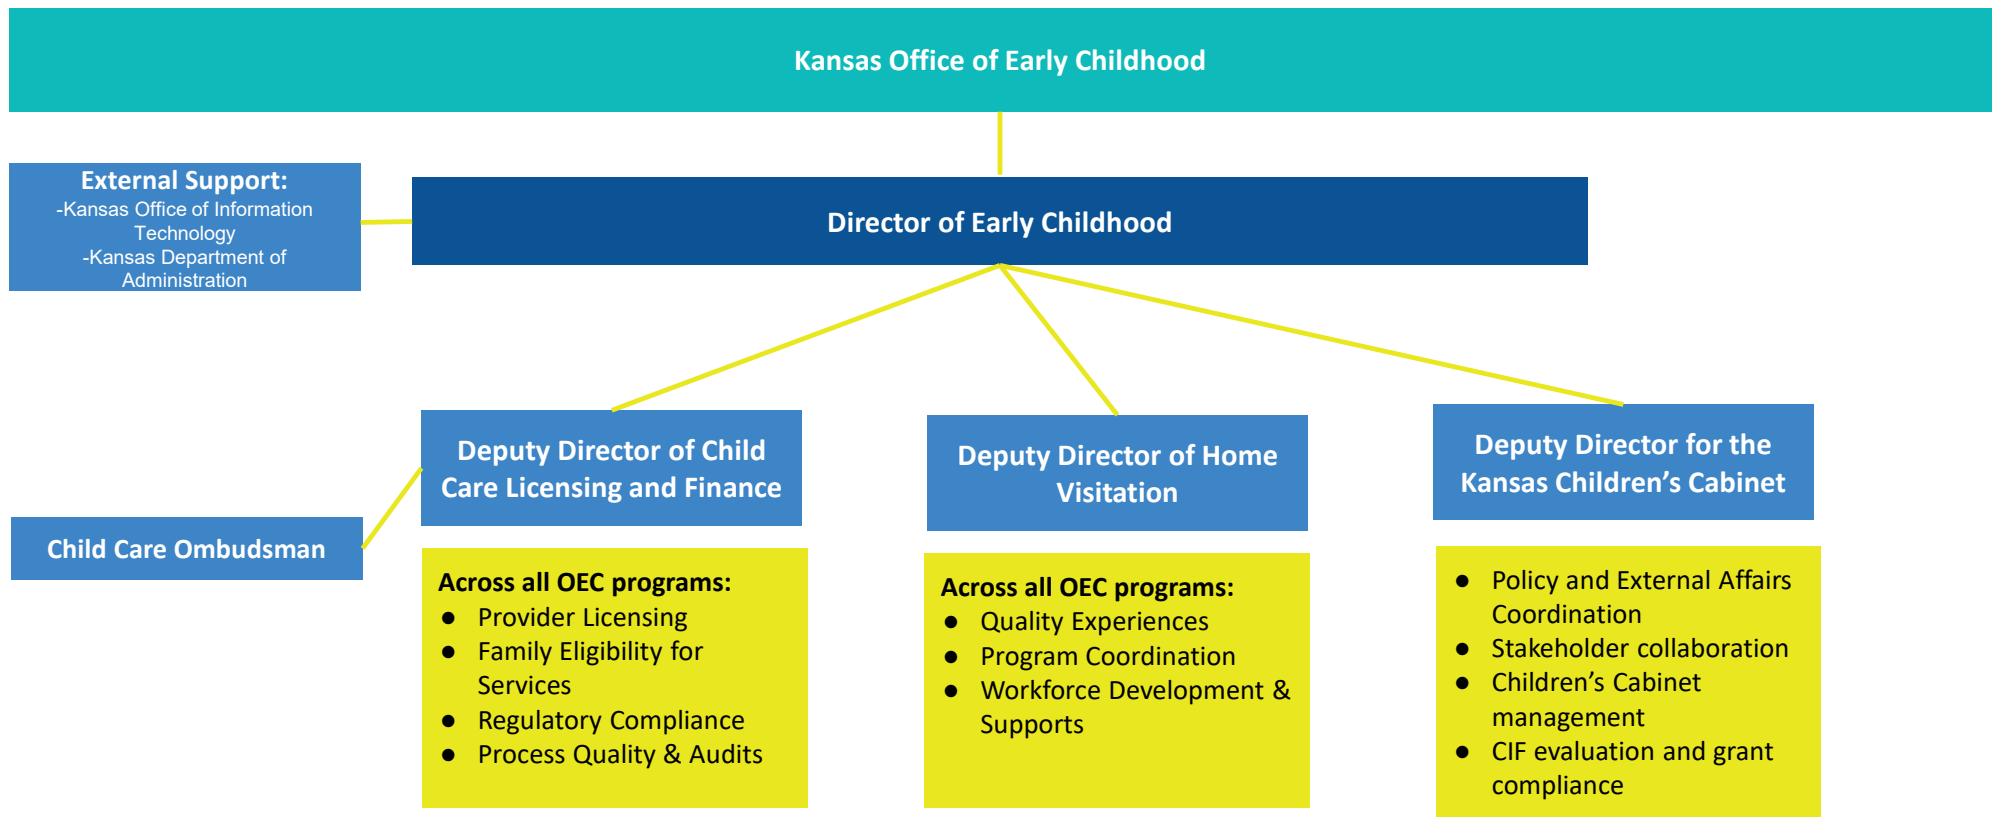 Kansas Office of Early Childhood
External Support:
-Kansas Office of Information
Technology
-Kansas Department of
Administration
Director of Early Childhood
Deputy Director of Child
Care Licensing and Finance
Deputy Director of Home
Visitation
Deputy Director for the
Kansas Children’s Cabinet
Child Care Ombudsman
Across all OEC programs:
● Provider Licensing
● Family Eligibility for
Services
● Regulatory Compliance
● Process Quality & Audits
Across all OEC programs:
● Quality Experiences
● Program Coordination
● Workforce Development &
Supports
● Policy and External Affairs
Coordination
● Stakeholder collaboration
● Children’s Cabinet
management
● CIF evaluation and grant
compliance